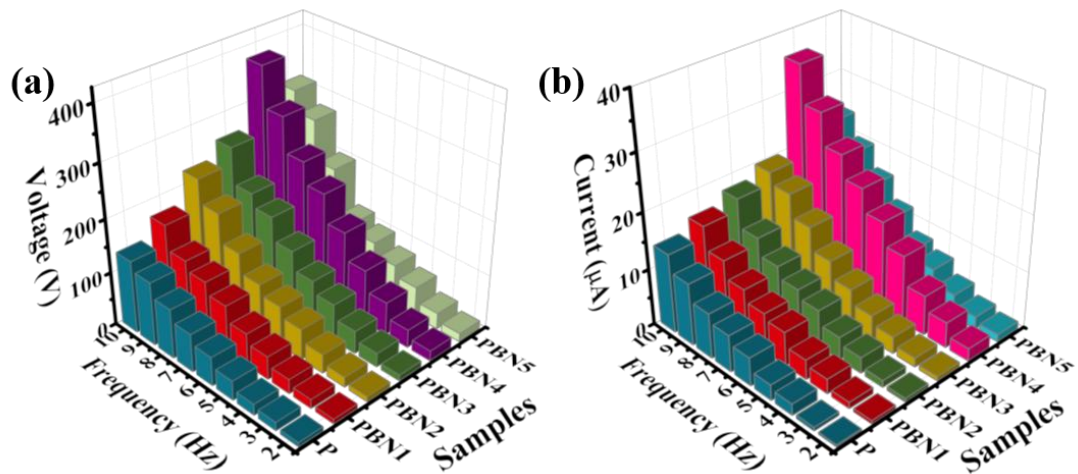 (a)
400
300
200
100
0
Voltage (V)
10
9
8
7
6
5
4
3
2
Frequency (Hz)
P
PBN1
PBN2
PBN3
PBN4
PBN5
Samples
(b)
40
30
20
10
0
Current (μA)
10
9
8
7
6
5
4
3
2
Frequency (Hz)
P
PBN1
PBN2
PBN3
PBN4
PBN5
Samples